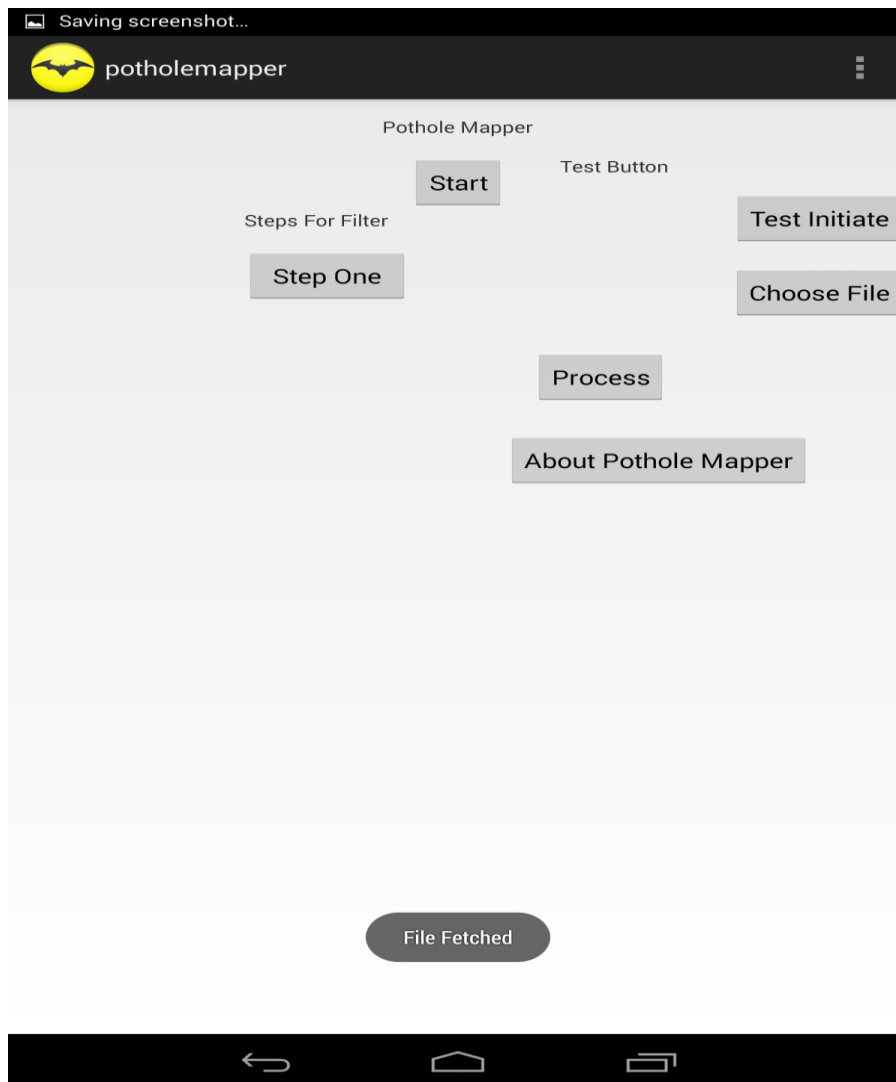 Saving screenshot...
potholemapper
Pothole Mapper
Test Button
Start
Steps For Filter
Test Initiate
Step One
Choose File
Process
About Pothole Mapper
File Fetched